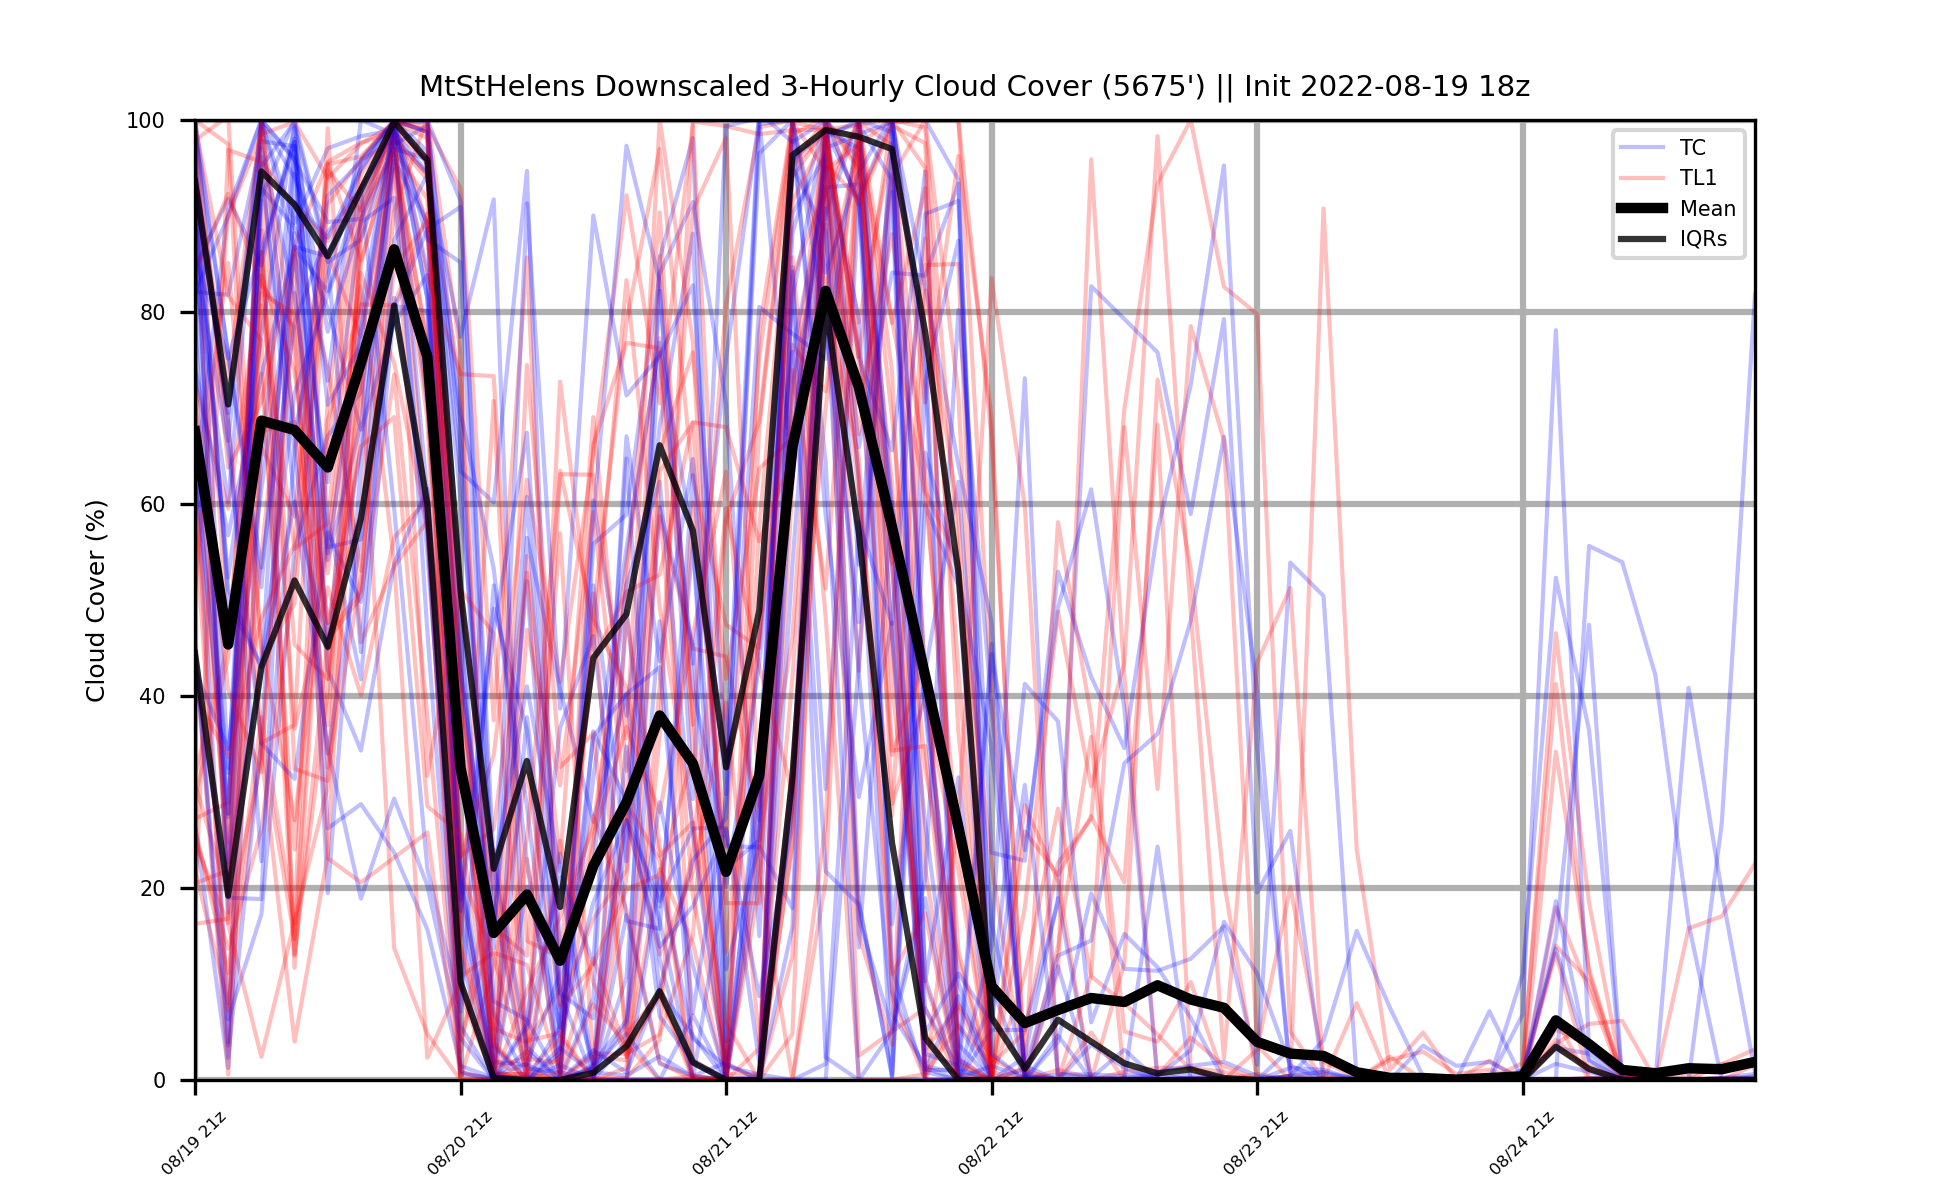 MtStHelens Downscaled 3-Hourly Cloud Cover (5675') || Init 2022-08-19 18z
TC
TL1
Mean
IQRs
Cloud Cover (%)
100
80
60
40
20
0
08/19 21z
08/20 21z
08/21 21z
08/22 21z
08/23 21z
08/24 21z